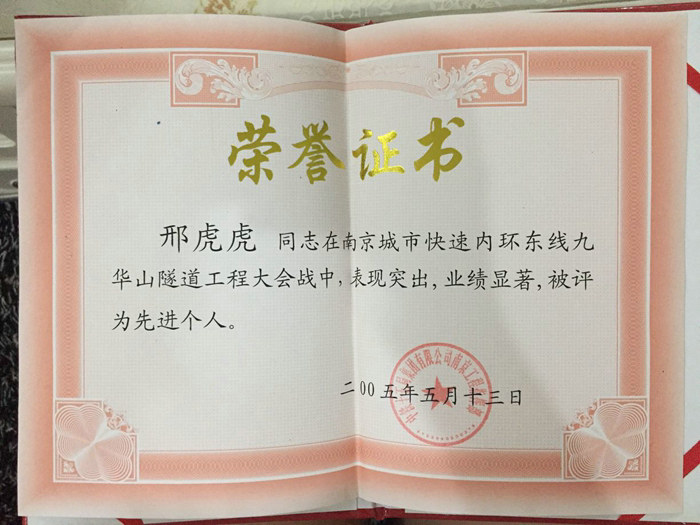 荣誉证书
邢虎虎 同志在南京城市快速内环东线九
华山隧道工程大会战中,表现突出,业绩显著,被评
为先进个人。
二00五年五月十三日